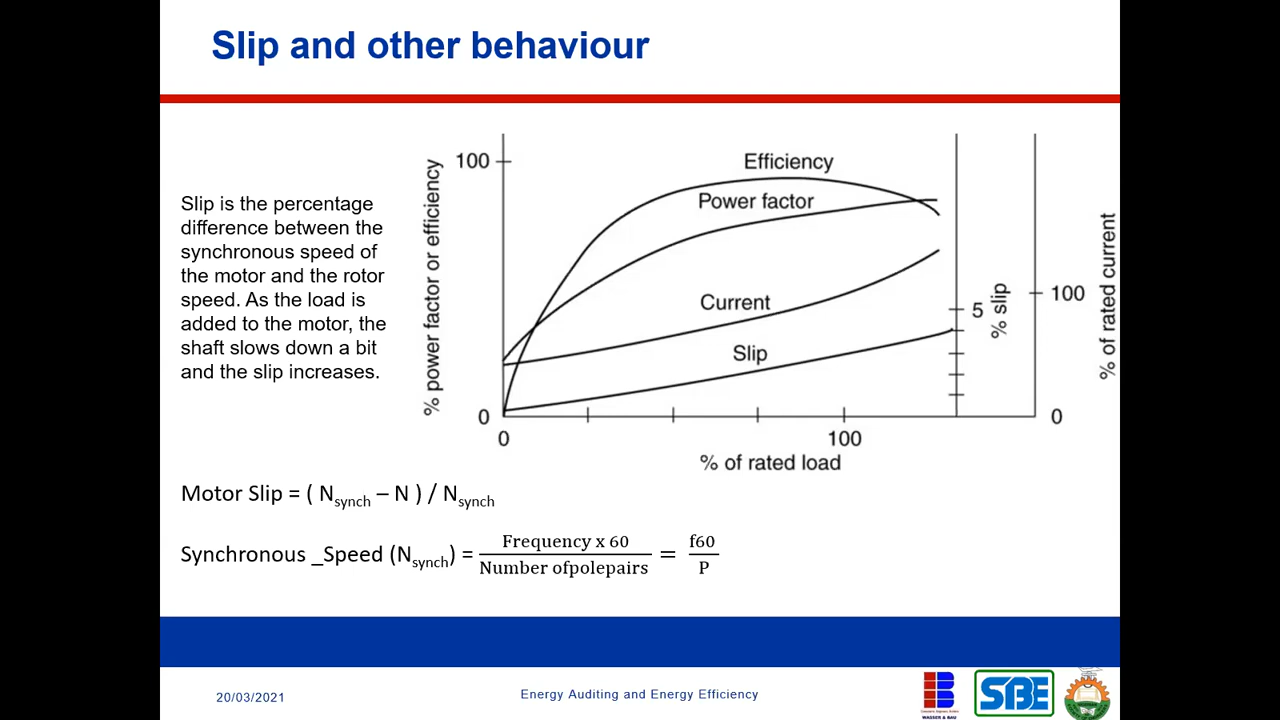 Slip and other behaviour
Slip is the percentage
difference between the
synchronous speed of
the motor and the rotor
speed. As the load is
added to the motor, the
shaft slows down a bit
and the slip increases.
% power factor or efficiency
100
0
Efficiency
Power factor
Current
Slip
5
% slip
100
0
% of rated current
0
100
% of rated load
Motor Slip = ( Nsynch – N ) / Nsynch
Synchronous _Speed (Nsynch) = Frequency x 60 / Number ofpolepairs = f60 / P
20/03/2021
Energy Auditing and Energy Efficiency
WASSER & BAU
SBE